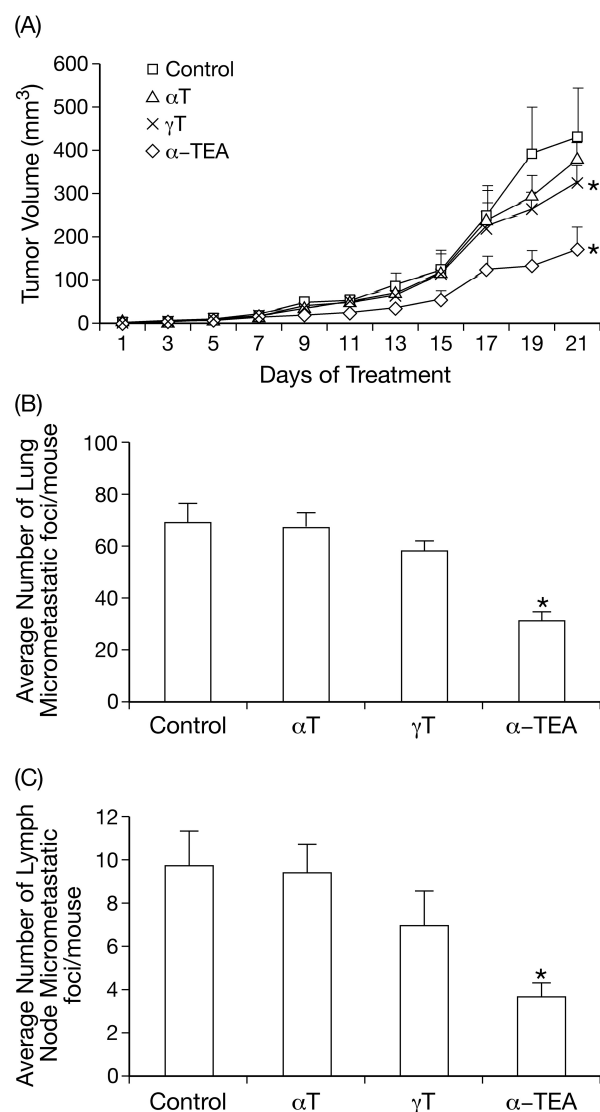 (A)
600
500
400
300
200
100
0
Tumor Volume (mm³)
Control
αT
γT
α–TEA
*
*
1 3 5 7 9 11 13 15 17 19 21
Days of Treatment
(B)
100
80
60
40
20
0
Average Number of Lung
Micrometastatic foci/mouse
*
Control αT γT α–TEA
(C)
12
10
8
6
4
2
0
Average Number of Lymph
Node Micrometastatic
foci/mouse
*
Control αT γT α–TEA